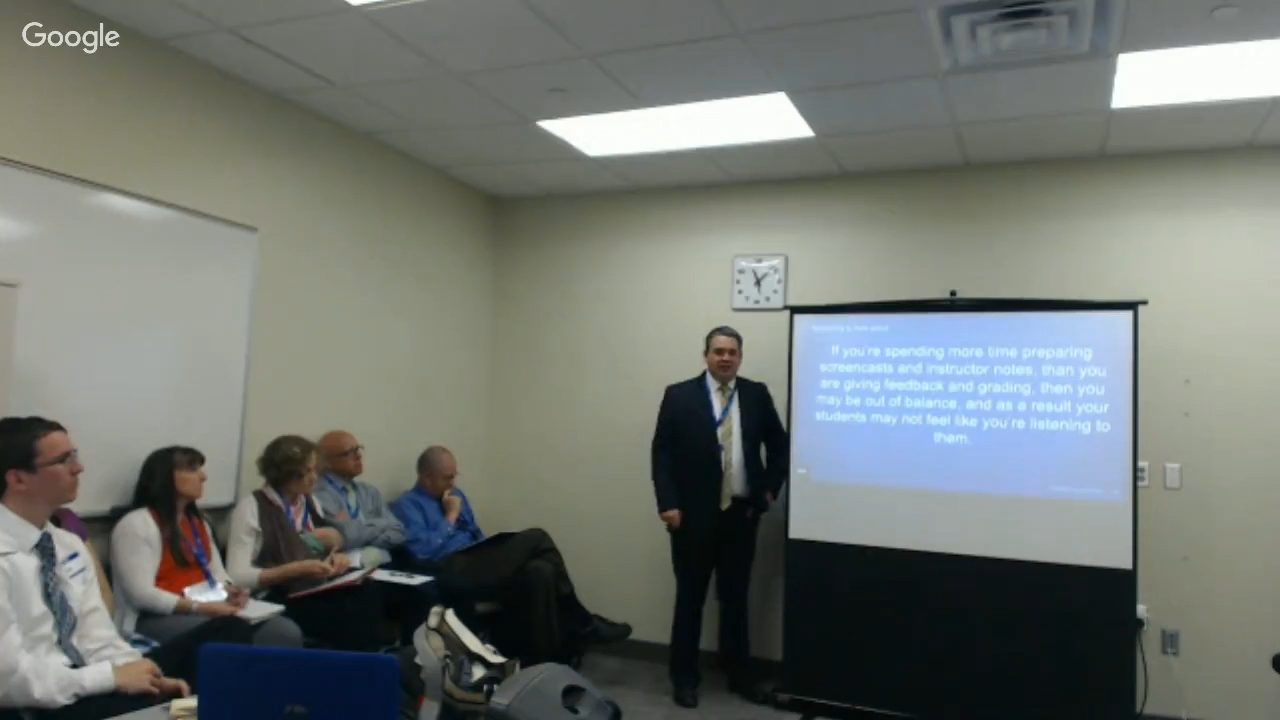 Google
If you're spending more time preparing
screencasts and instructor notes, than you
are giving feedback and grading, then you
may be out of balance, and as a result your
students may not feel like you're listening to
them.